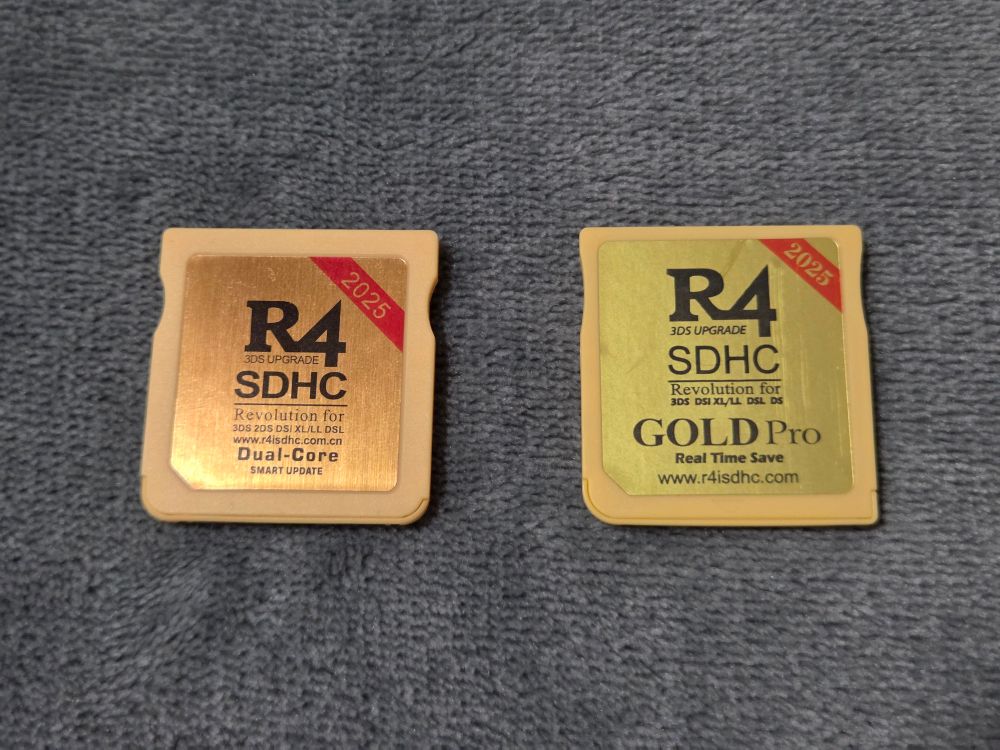 2025
R4
3DS UPGRADE
SDHC
Revolution for
3DS 2DS DSi XL/LL DSL
www.r4isdhc.com.cn
Dual-Core
SMART UPDATE
2025
R4
3DS UPGRADE
SDHC
Revolution for
3DS DSI XL/LL DSL DS
GOLD Pro
Real Time Save
www.r4isdhc.com